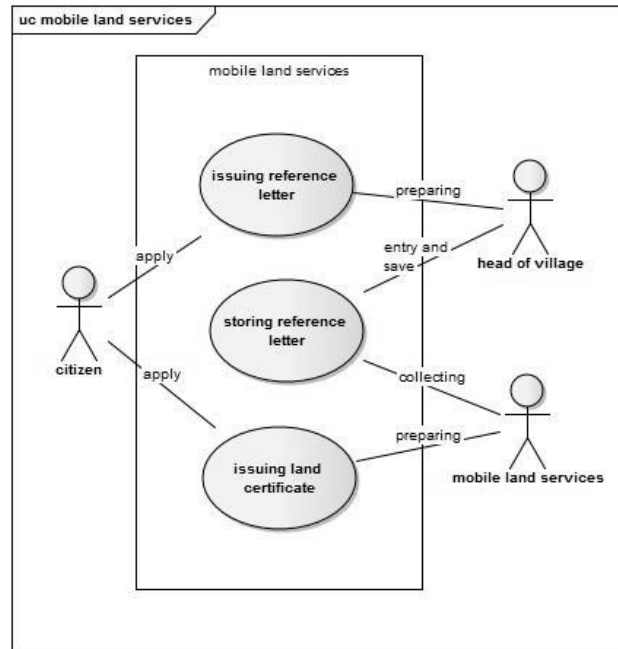 uc mobile land services
mobile land services
issuing reference
letter
preparing
head of village
apply
entry and
save
storing reference
letter
citizen
apply
collecting
preparing
issuing land
certificate
mobile land services